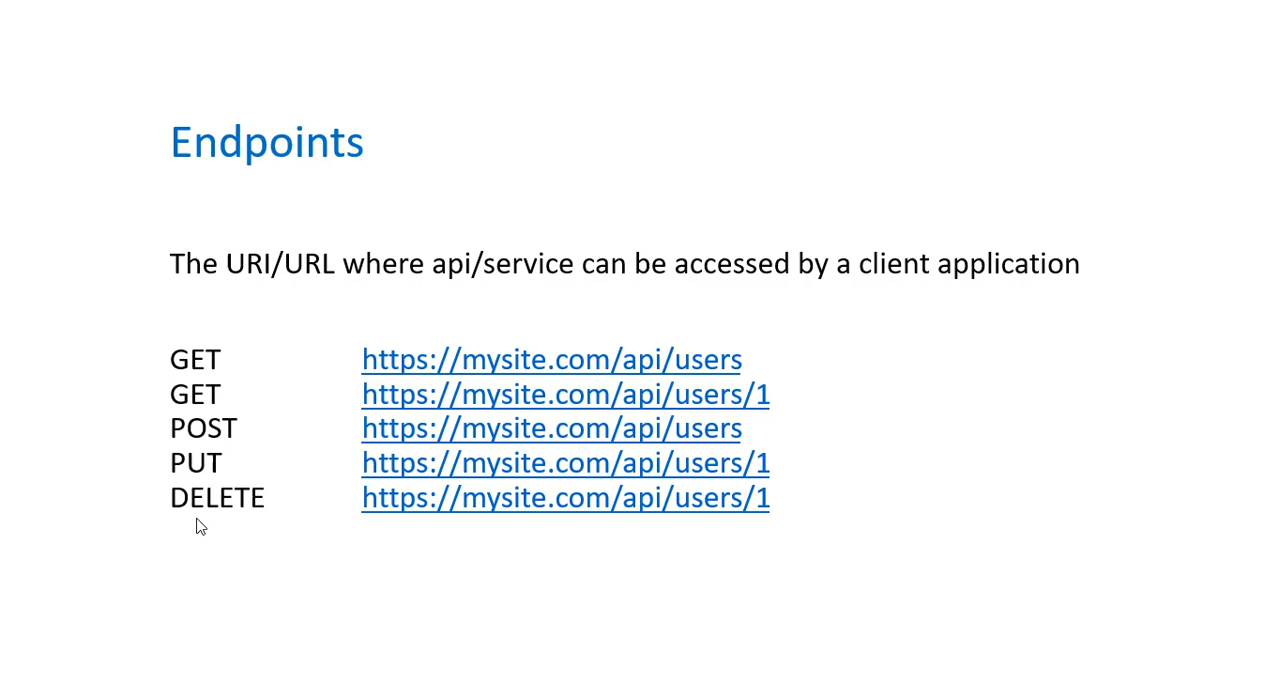 Endpoints
The URI/URL where api/service can be accessed by a client application
GET https://mysite.com/api/users
GET https://mysite.com/api/users/1
POST https://mysite.com/api/users
PUT https://mysite.com/api/users/1
DELETE https://mysite.com/api/users/1